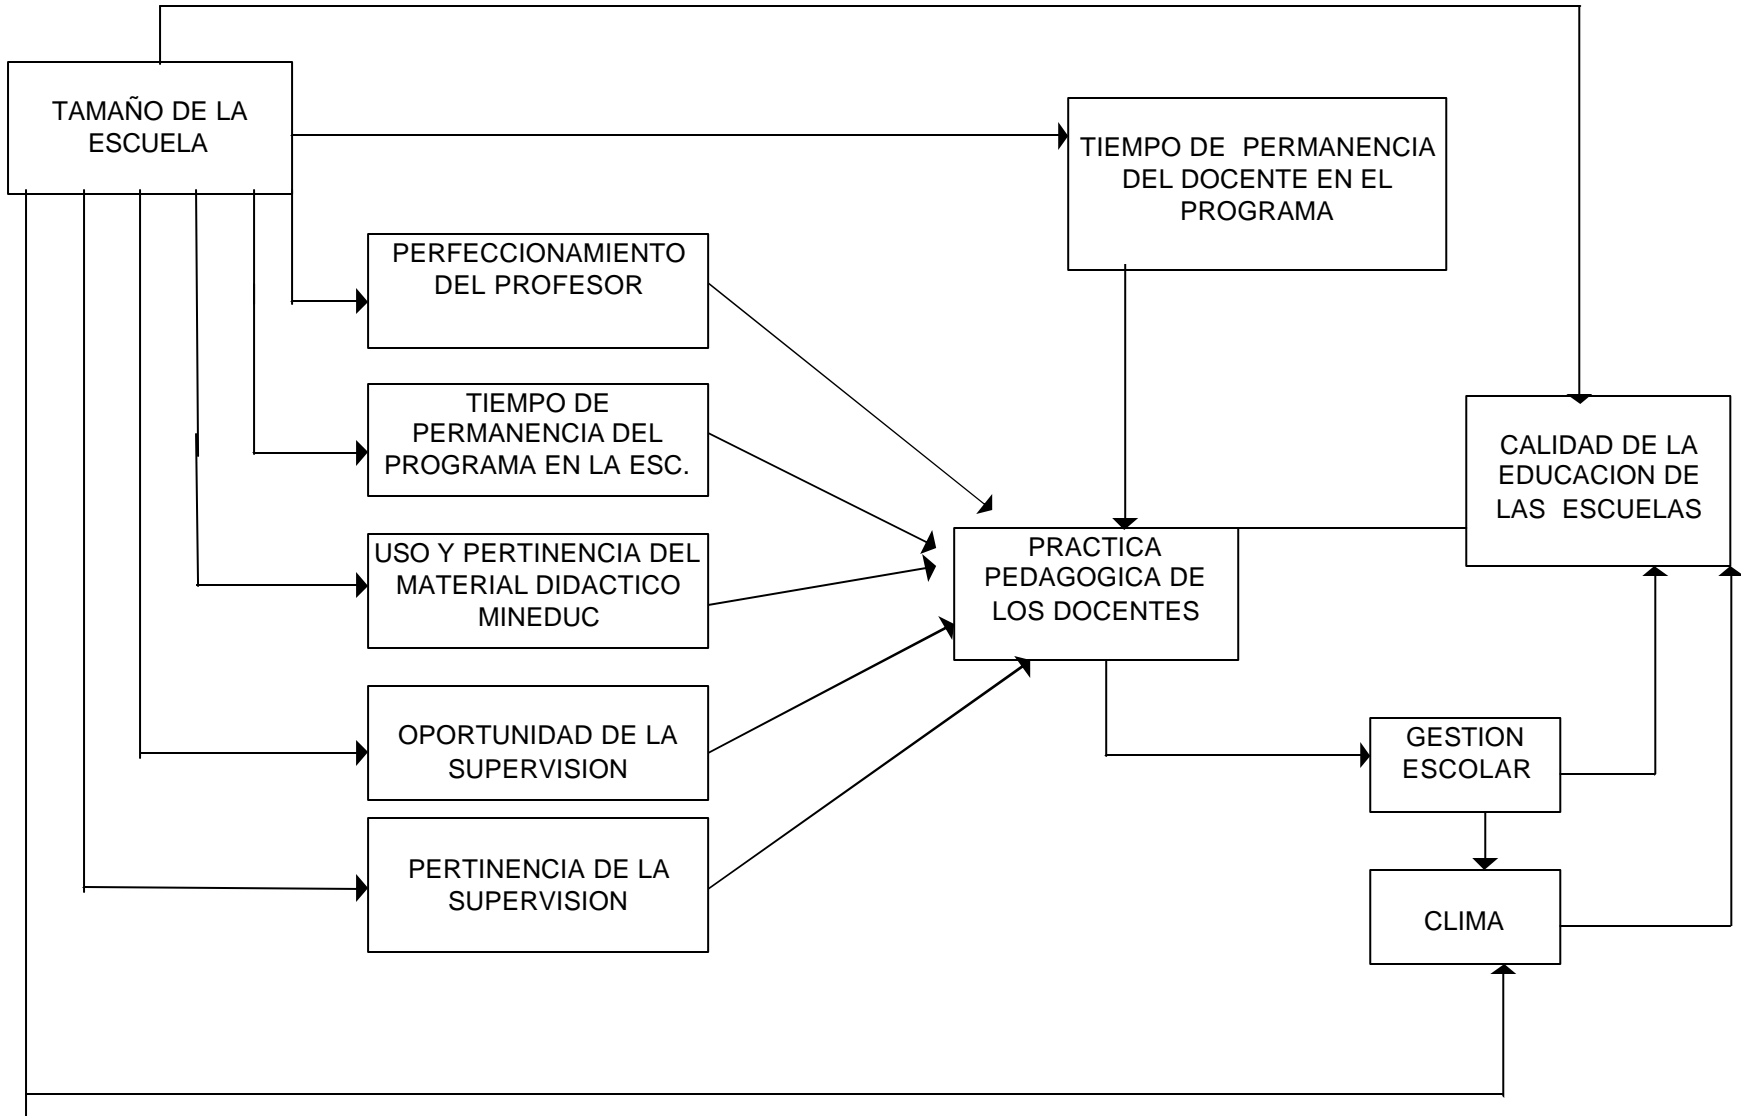 TAMAÑO DE LA
ESCUELA
TIEMPO DE PERMANENCIA
DEL DOCENTE EN EL
PROGRAMA
PERFECCIONAMIENTO
DEL PROFESOR
TIEMPO DE
PERMANENCIA DEL
PROGRAMA EN LA ESC.
CALIDAD DE LA
EDUCACION DE
LAS ESCUELAS
USO Y PERTINENCIA DEL
MATERIAL DIDACTICO
MINEDUC
PRACTICA
PEDAGOGICA DE
LOS DOCENTES
OPORTUNIDAD DE LA
SUPERVISION
GESTION
ESCOLAR
PERTINENCIA DE LA
SUPERVISION
CLIMA